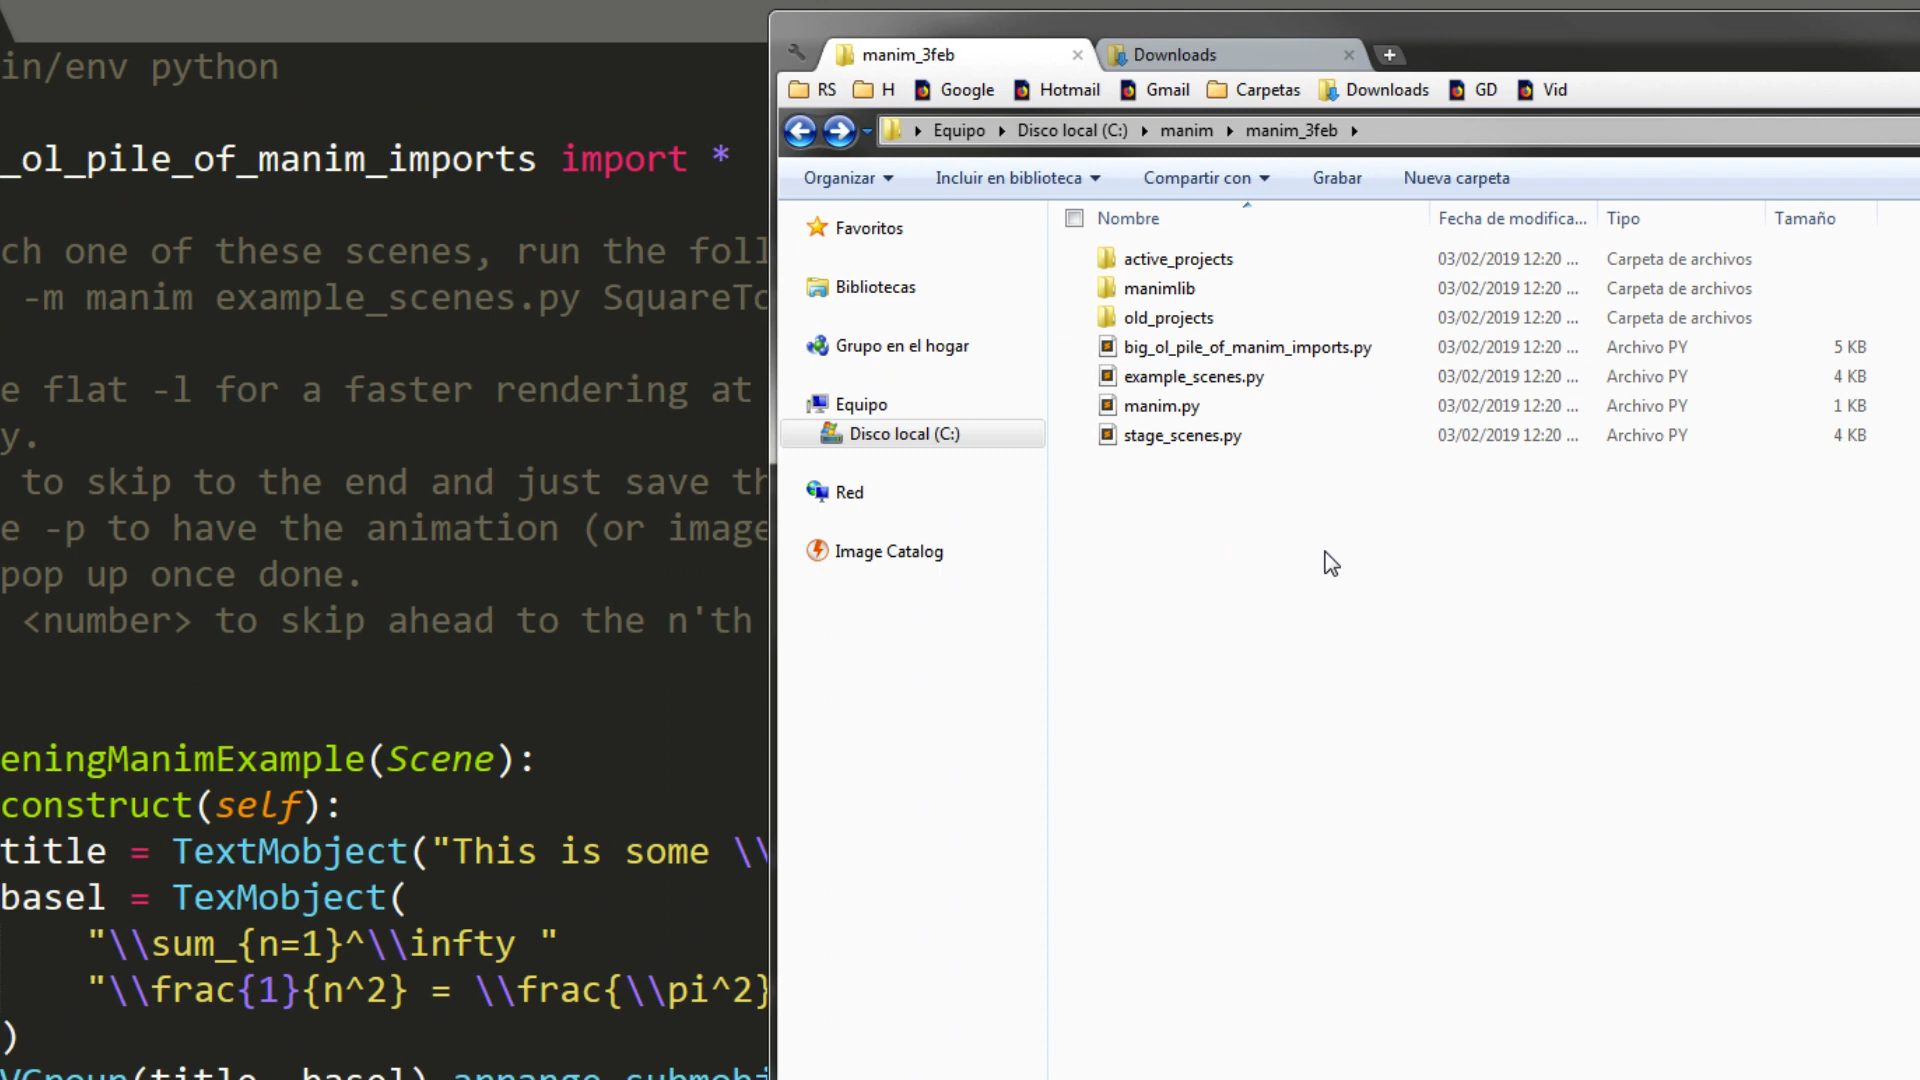 in/env python
_ol_pile_of_manim_imports import *
ch one of these scenes, run the foll
-m manim example_scenes.py SquareTo
e flat -l for a faster rendering at
y.
to skip to the end and just save th
e -p to have the animation (or image
pop up once done.
<number> to skip ahead to the n'th
eningManimExample(Scene):
construct(self):
title = TextMobject("This is some \\
basel = TexMobject(
"\\sum_{n=1}^\\infty "
"\\frac{1}{n^2} = \\frac{\\pi^2}
)
VGroup(title, basel).arrange_submobj
manim_3feb
Downloads
RS H Google Hotmail Gmail Carpetas Downloads GD Vid
Equipo Disco local (C:) manim manim_3feb
Organizar Incluir en biblioteca Compartir con Grabar Nueva carpeta
Favoritos
Bibliotecas
Grupo en el hogar
Equipo
Disco local (C:)
Red
Image Catalog
Nombre Fecha de modifica... Tipo Tamaño
active_projects 03/02/2019 12:20 ... Carpeta de archivos
manimlib 03/02/2019 12:20 ... Carpeta de archivos
old_projects 03/02/2019 12:20 ... Carpeta de archivos
big_ol_pile_of_manim_imports.py 03/02/2019 12:20 ... Archivo PY 5 KB
example_scenes.py 03/02/2019 12:20 ... Archivo PY 4 KB
manim.py 03/02/2019 12:20 ... Archivo PY 1 KB
stage_scenes.py 03/02/2019 12:20 ... Archivo PY 4 KB